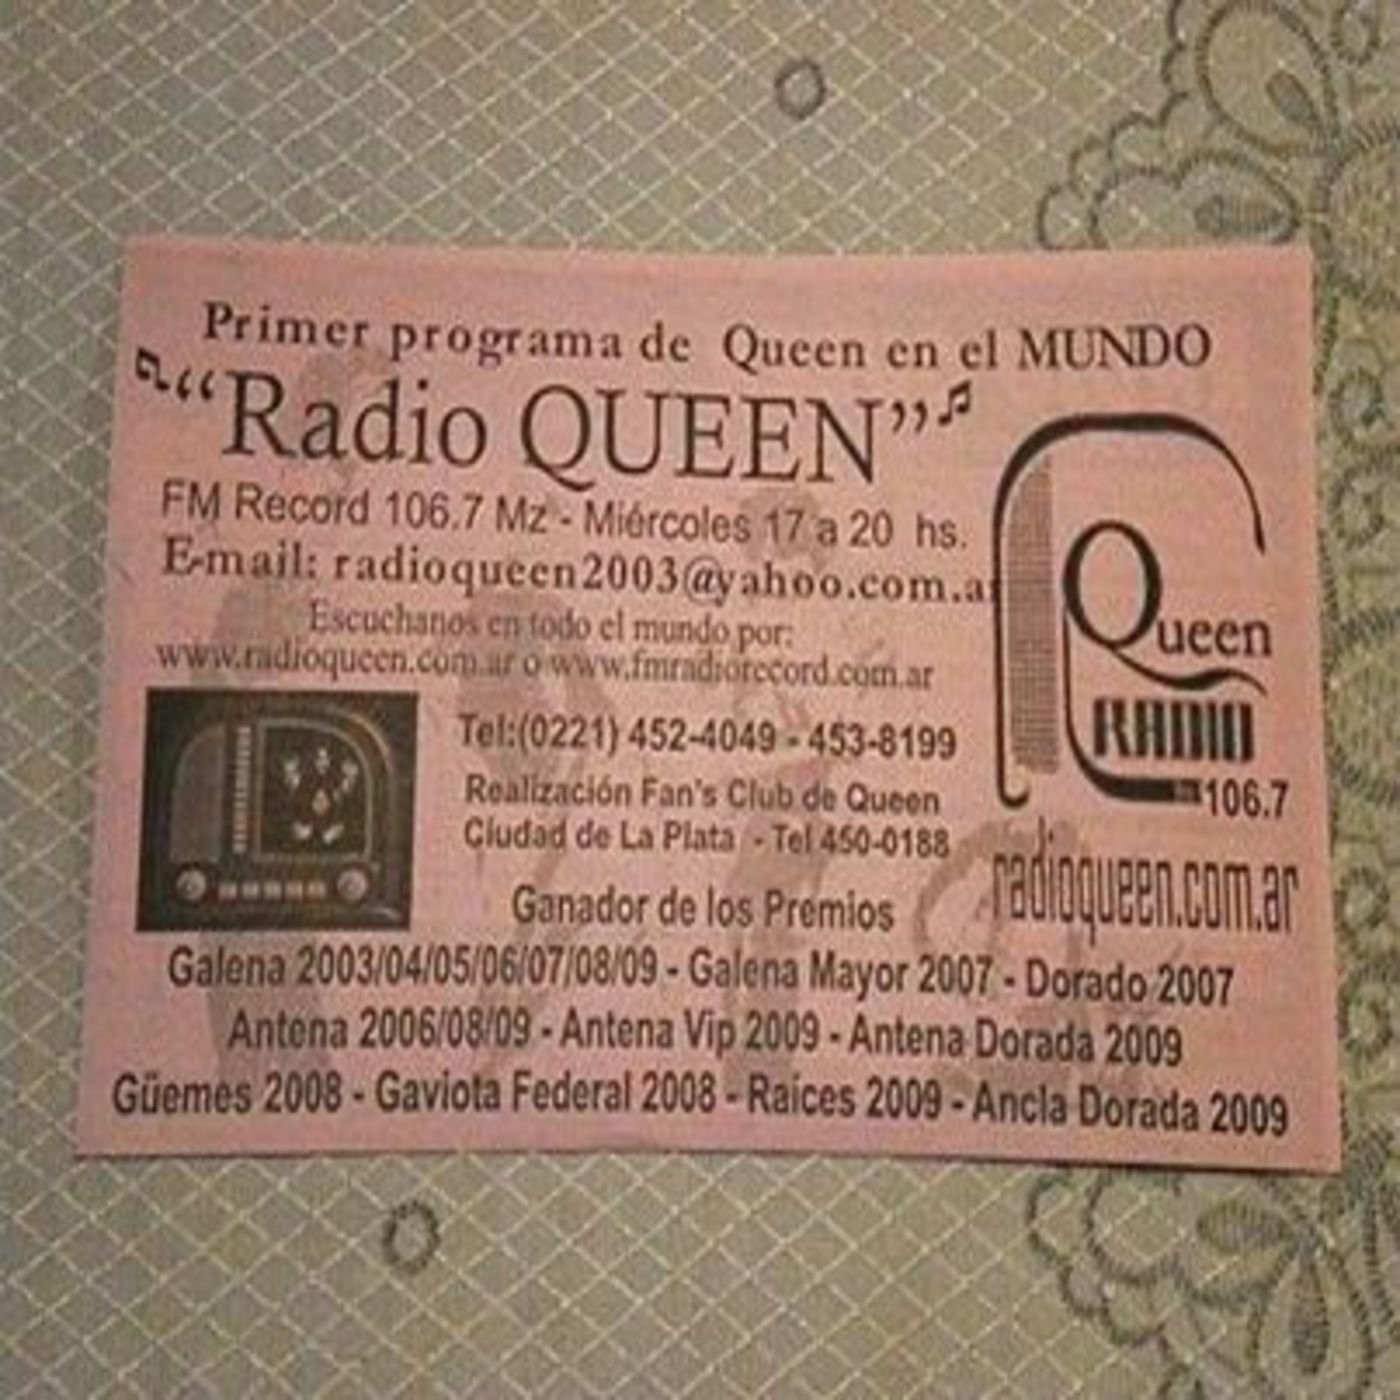 Primer programa de Queen en el MUNDO
“Radio QUEEN”
FM Record 106.7 Mz - Miércoles 17 a 20 hs.
E-mail: radioqueen2003@yahoo.com.ar
Escuchanos en todo el mundo por:
www.radioqueen.com.ar o www.fmradiorecord.com.ar
Queen
RADIO
106.7
radioqueen.com.ar
Tel:(0221) 452-4049 - 453-8199
Realización Fan's Club de Queen
Ciudad de La Plata - Tel 450-0188
Ganador de los Premios
Galena 2003/04/05/06/07/08/09 - Galena Mayor 2007 - Dorado 2007
Antena 2006/08/09 - Antena Vip 2009 - Antena Dorada 2009
Güemes 2008 - Gaviota Federal 2008 - Raíces 2009 - Ancla Dorada 2009